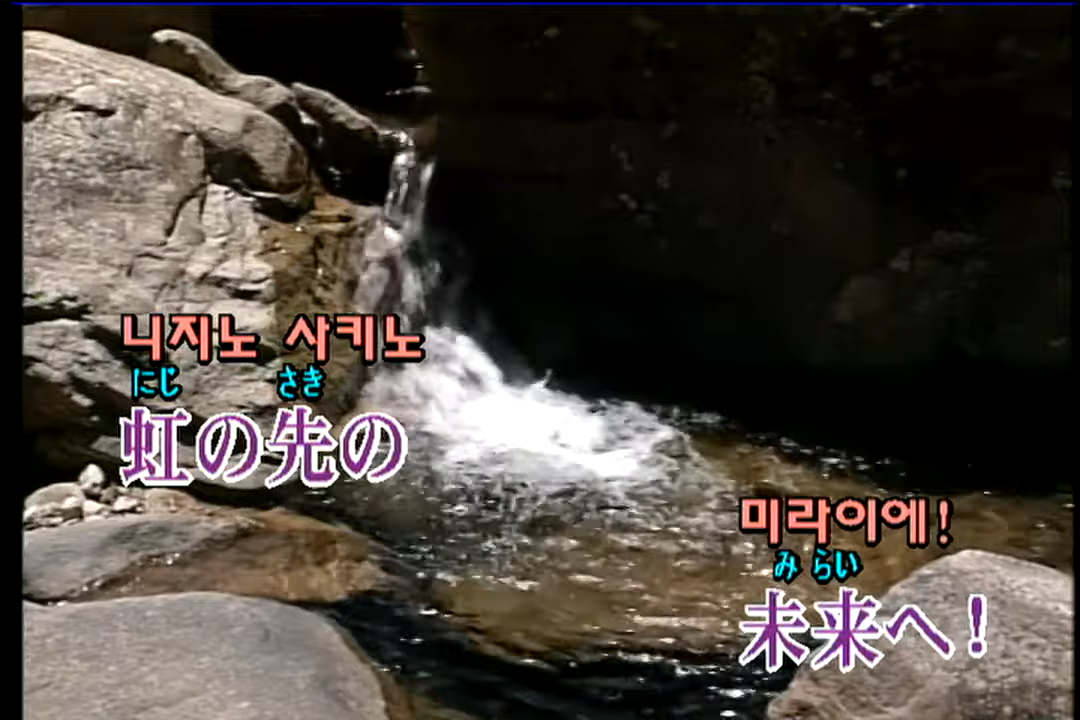 니지노 사키노
にじ さき
虹の先の
미라이에!
みらい
未来へ!